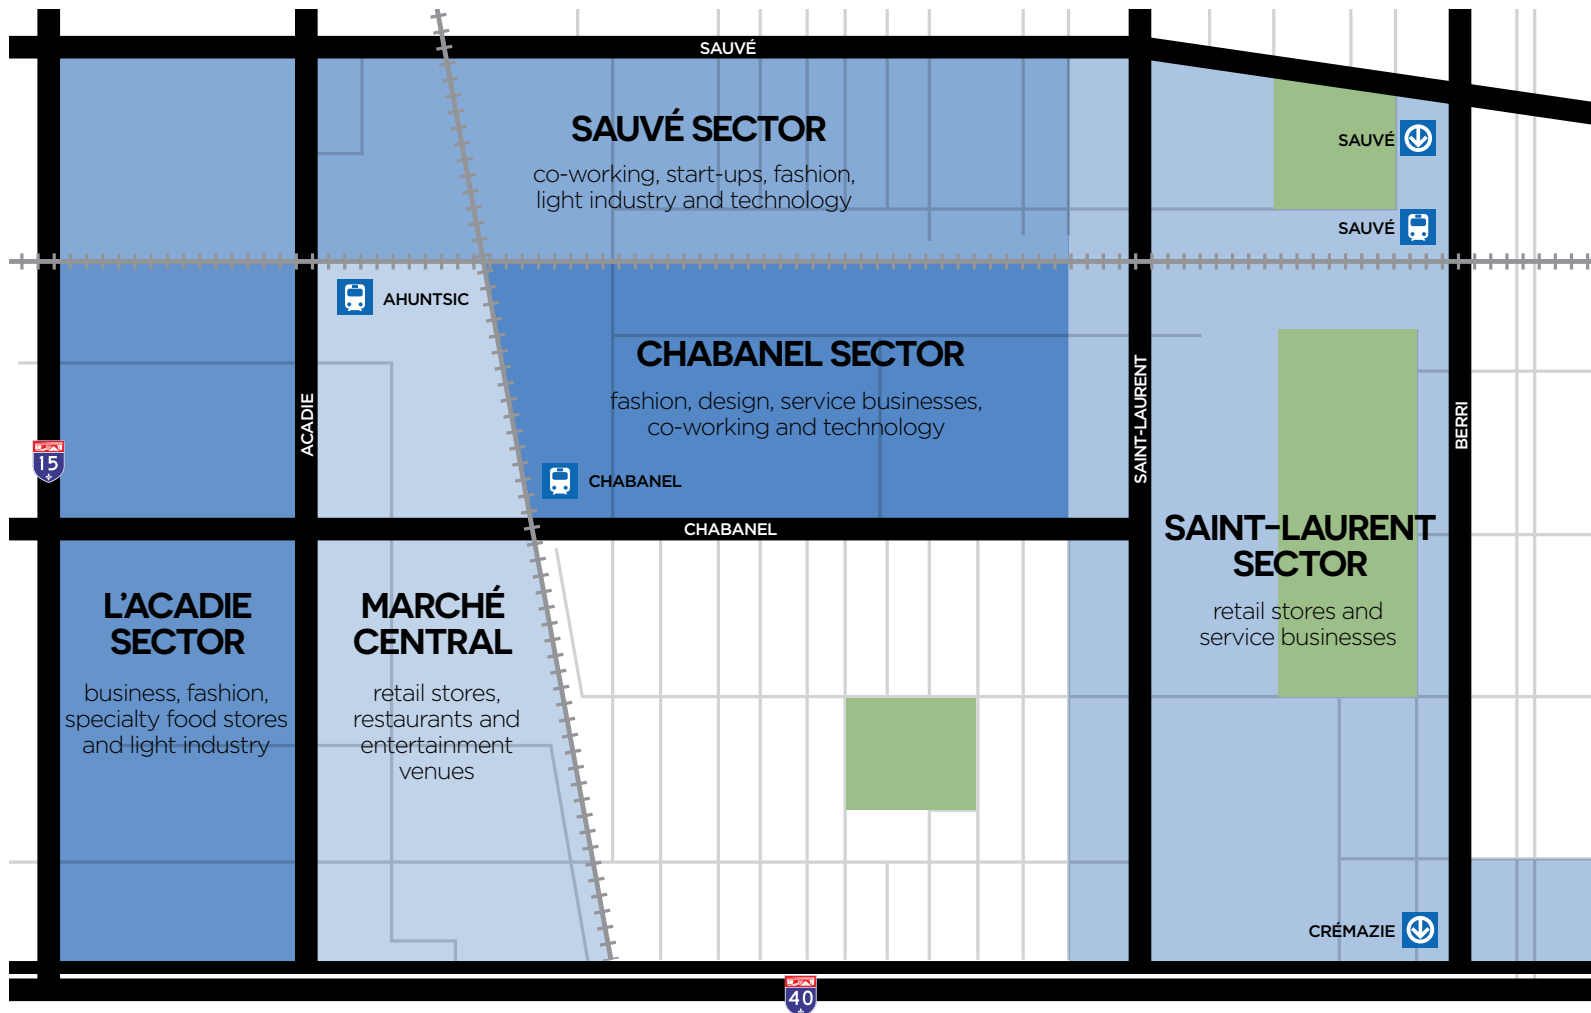 SAUVÉ
SAUVÉ SECTOR
co-working, start-ups, fashion,
light industry and technology
SAUVÉ
SAUVÉ
AHUNTSIC
CHABANEL SECTOR
fashion, design, service businesses,
co-working and technology
ACADIE
SAINT-LAURENT
BERRI
15
CHABANEL
CHABANEL
SAINT-LAURENT
SECTOR
retail stores and
service businesses
L'ACADIE
SECTOR
business, fashion,
specialty food stores
and light industry
MARCHÉ
CENTRAL
retail stores,
restaurants and
entertainment
venues
CRÉMAZIE
40